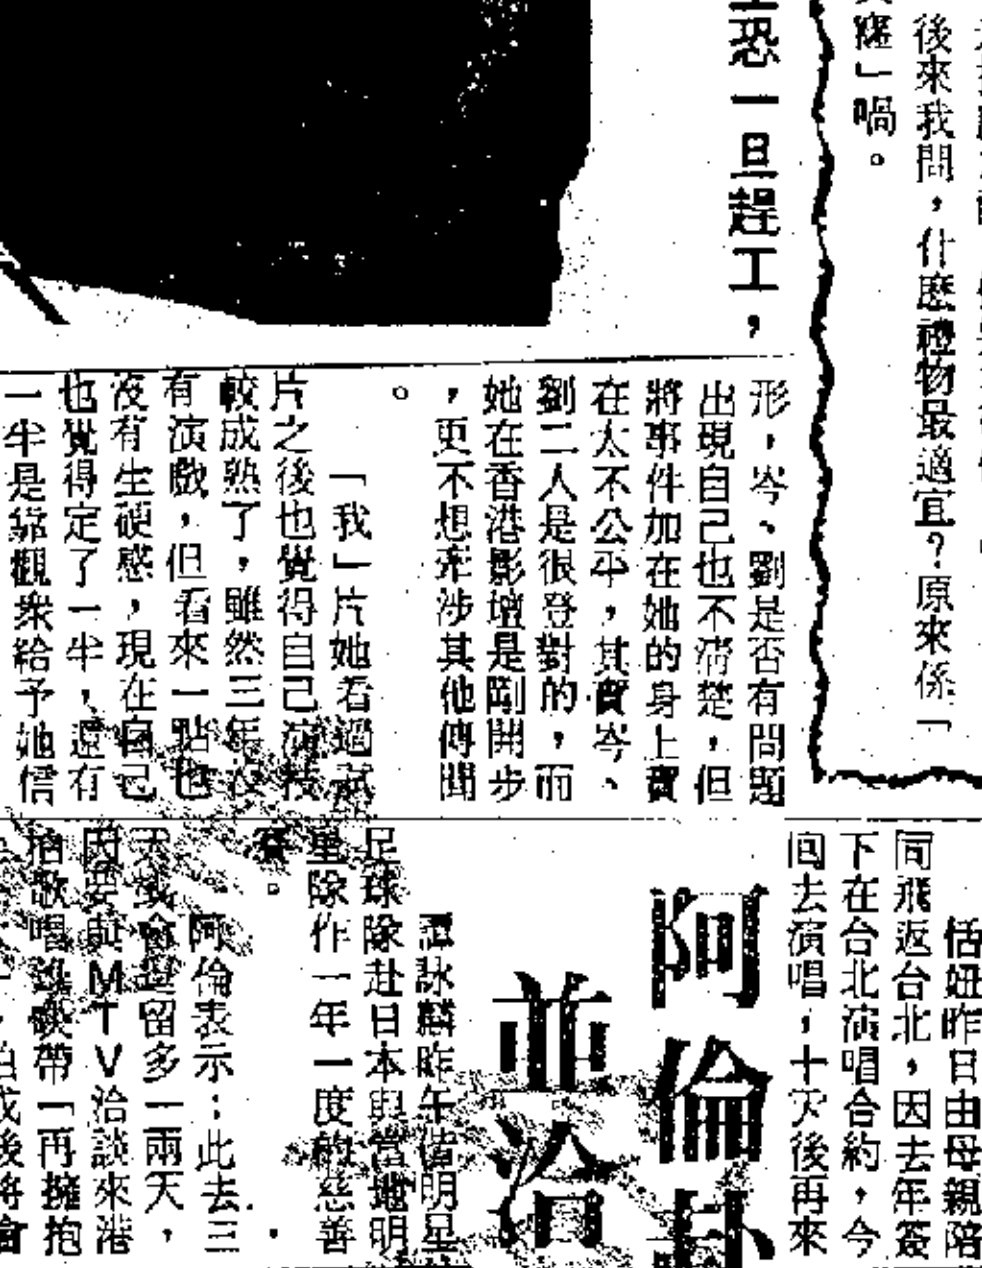 後來我問，什麽禮物最適宜？原來係「
窿」喎。
恐一旦趕工，
形，岑、劉是否有問題
出現自己也不清楚，但
將事件加在她的身上實
在太不公平，其實岑、
劉二人是很登對的，而
她在香港影壇是剛開步
，更不想牽涉其他傳聞
。
「我」片她看過試
片之後也覺得自己演技
較成熟了，雖然三年沒
有演戲，但看來一點也
沒有生硬感，現在自己
也覺得定了一半，還有
一半是靠觀衆給予她信
恬妞昨日由母親陪
同飛返台北，因去年簽
下在台北演唱合約，今
回去演唱，十天後再來
阿倫
並洽
譚詠麟昨午偕明星
足球隊赴日本與當地明
星隊作一年一度的慈善
賽。
阿倫表示：此去三
天或會逗留多一兩天，
因要與MTV洽談來港
拍歌唱錄帶「再擁抱